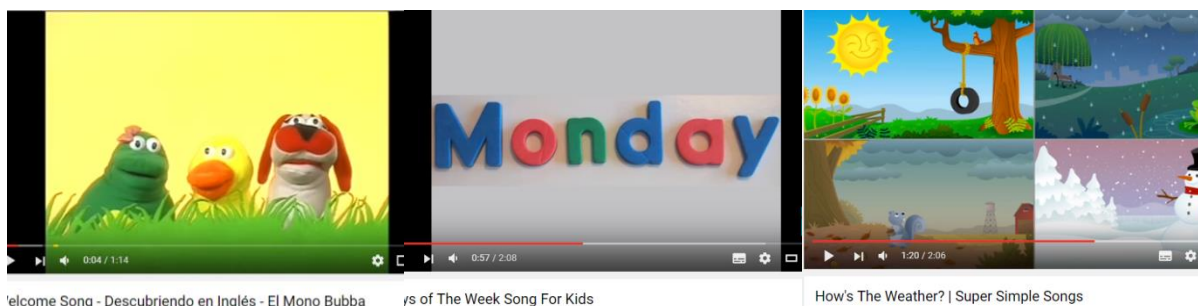 Monday
0:04 / 1:14
0:57 / 2:08
1:20 / 2:06
elcome Song - Descubriendo en Inglés - El Mono Bubba
ys of The Week Song For Kids
How's The Weather? | Super Simple Songs